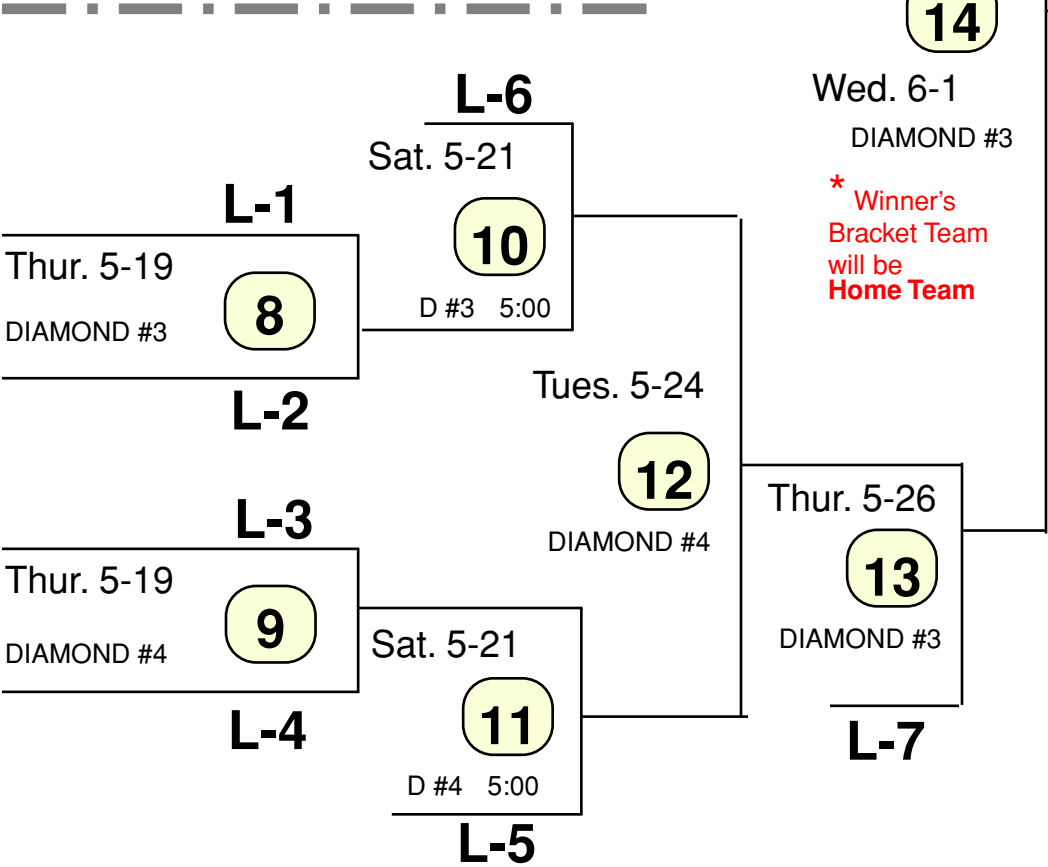 14
Wed. 6-1
DIAMOND #3
* Winner's
Bracket Team
will be
Home Team
L-6
Sat. 5-21
10
D #3 5:00
L-1
Thur. 5-19
8
DIAMOND #3
L-2
Tues. 5-24
12
DIAMOND #4
L-3
Thur. 5-19
9
DIAMOND #4
L-4
Sat. 5-21
11
D #4 5:00
L-5
Thur. 5-26
13
DIAMOND #3
L-7